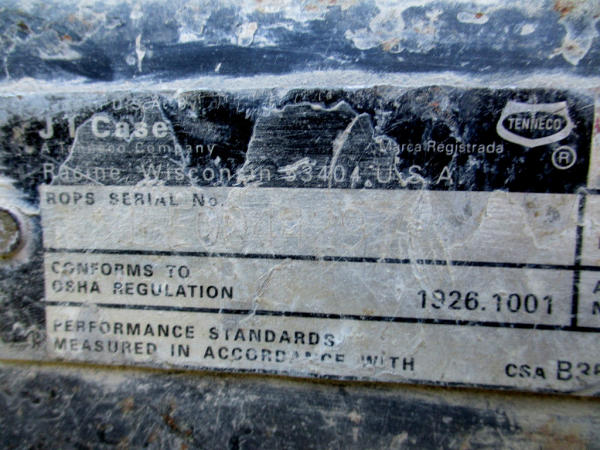 J I Case
A Tenneco Company
Marca Registrada
Racine, Wisconsin 53404 U.S.A
TENNECO
®
ROPS SERIAL No.
CONFORMS TO
OSHA REGULATION
1926.1001
PERFORMANCE STANDARDS
MEASURED IN ACCORDANCE WITH
CSA